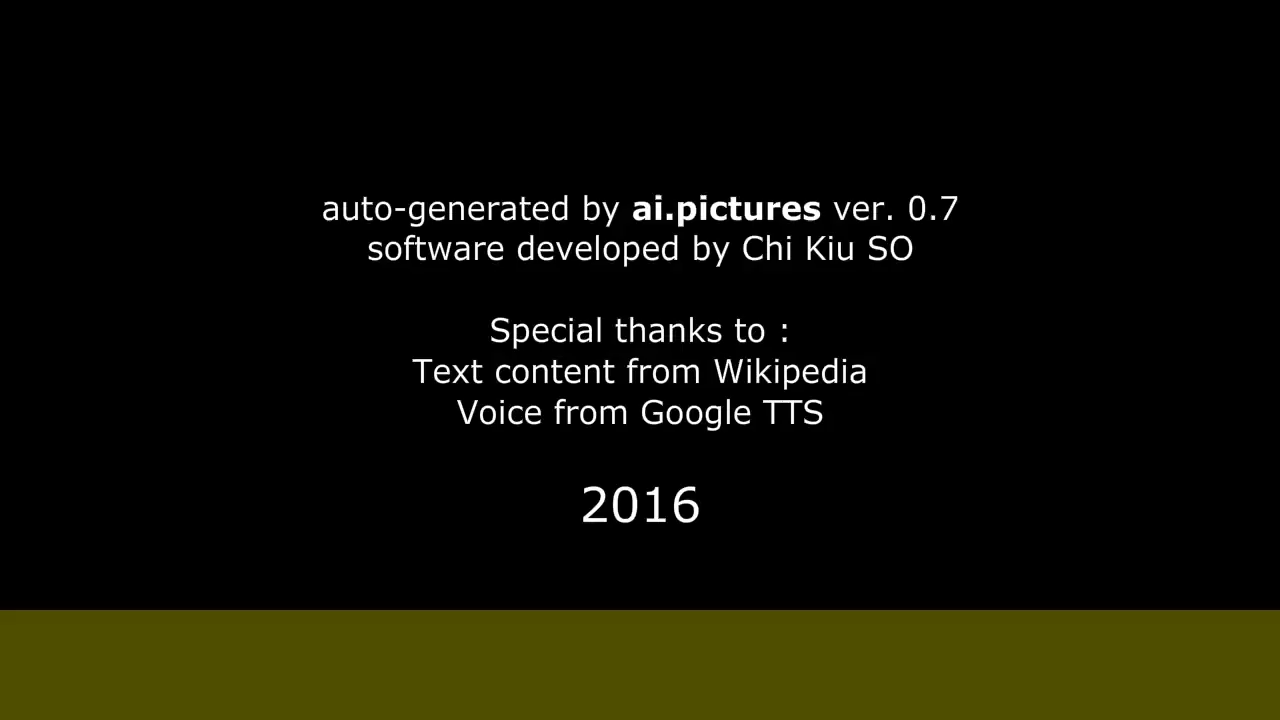 auto-generated by ai.pictures ver. 0.7
software developed by Chi Kiu SO
Special thanks to :
Text content from Wikipedia
Voice from Google TTS
2016